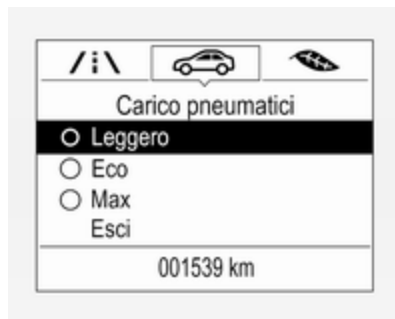 Carico pneumatici
Leggero
Eco
Max
Esci
001539 km